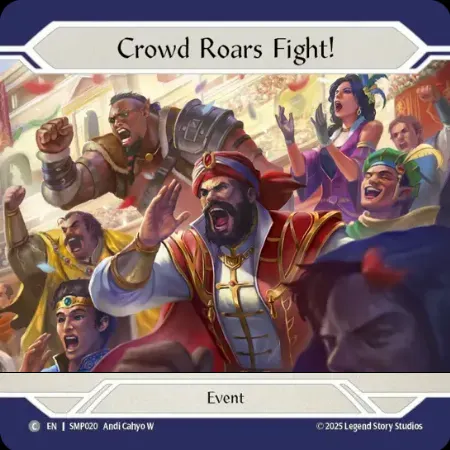 Crowd Roars Fight!
Event
C EN | SMP020 Andi Cahyo W © 2025 Legend Story Studios